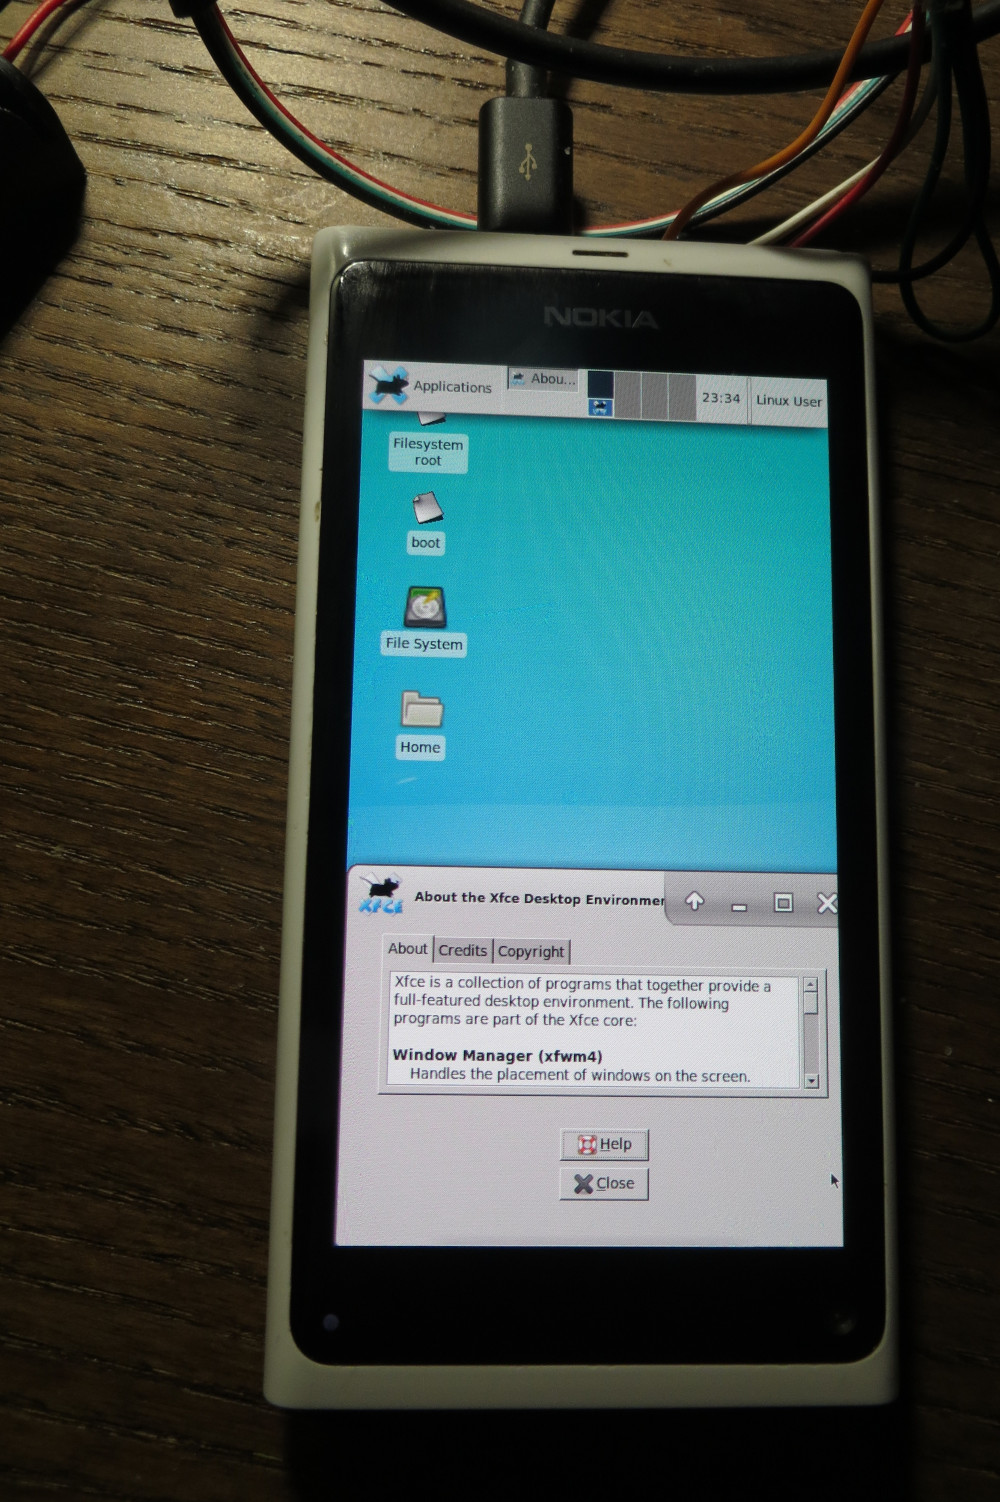 NOKIA
Applications
Abou...
23:34
Linux User
Filesystem
root
boot
File System
Home
XFCE
About the Xfce Desktop Environmen
About
Credits
Copyright
Xfce is a collection of programs that together provide a
full-featured desktop environment. The following
programs are part of the Xfce core:
Window Manager (xfwm4)
Handles the placement of windows on the screen.
Help
Close